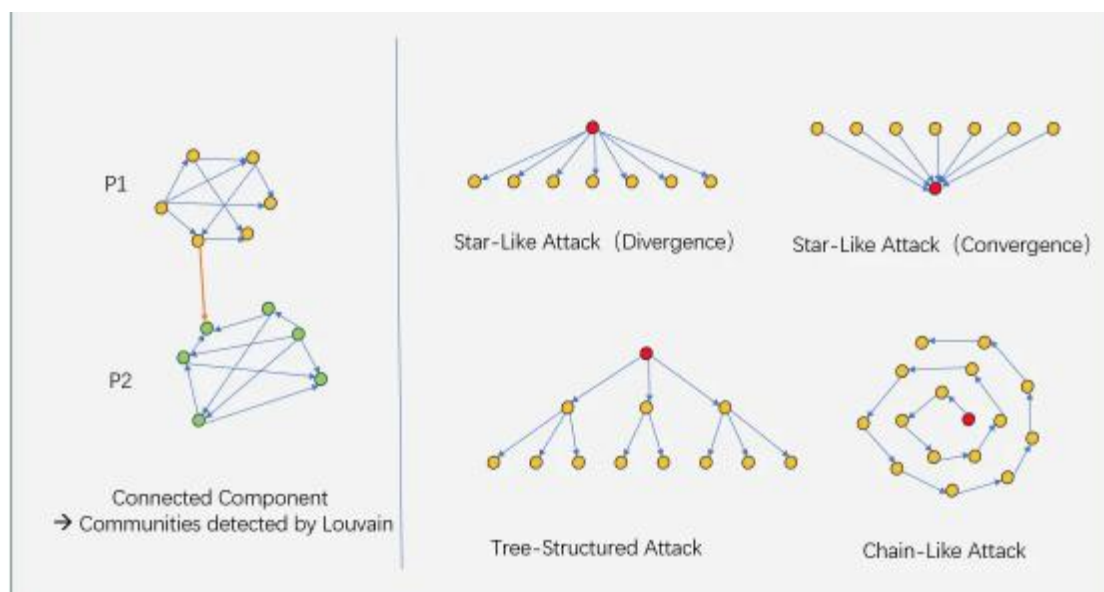 P1
P2
Connected Component
→ Communities detected by Louvain
Star-Like Attack（Divergence）
Star-Like Attack（Convergence）
Tree-Structured Attack
Chain-Like Attack